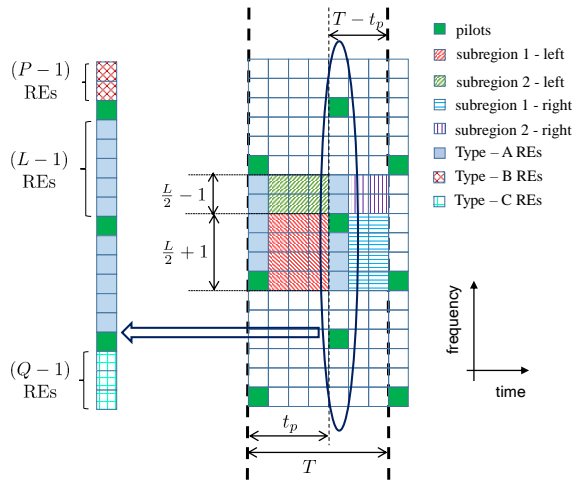 T − t_p
(P − 1)
REs
(L − 1)
REs
(Q − 1)
REs
L/2 − 1
L/2 + 1
t_p
T
pilots
subregion 1 - left
subregion 2 - left
subregion 1 - right
subregion 2 - right
Type – A REs
Type – B REs
Type – C REs
frequency
time